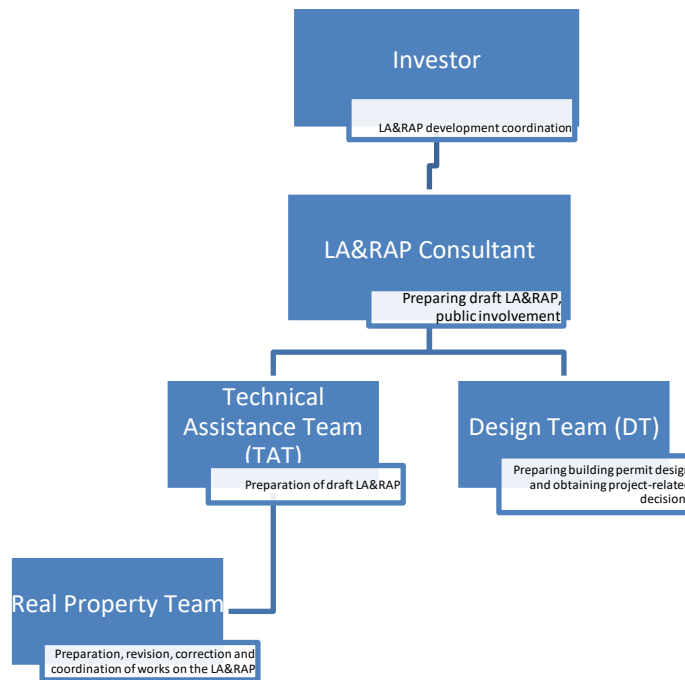 Investor
LA&RAP development coordination
LA&RAP Consultant
Preparing draft LA&RAP,
public involvement
Technical
Assistance Team
(TAT)
Preparation of draft LA&RAP
Design Team (DT)
Preparing building permit design
and obtaining project-related
decision
Real Property Team
Preparation, revision, correction and
coordination of works on the LA&RAP